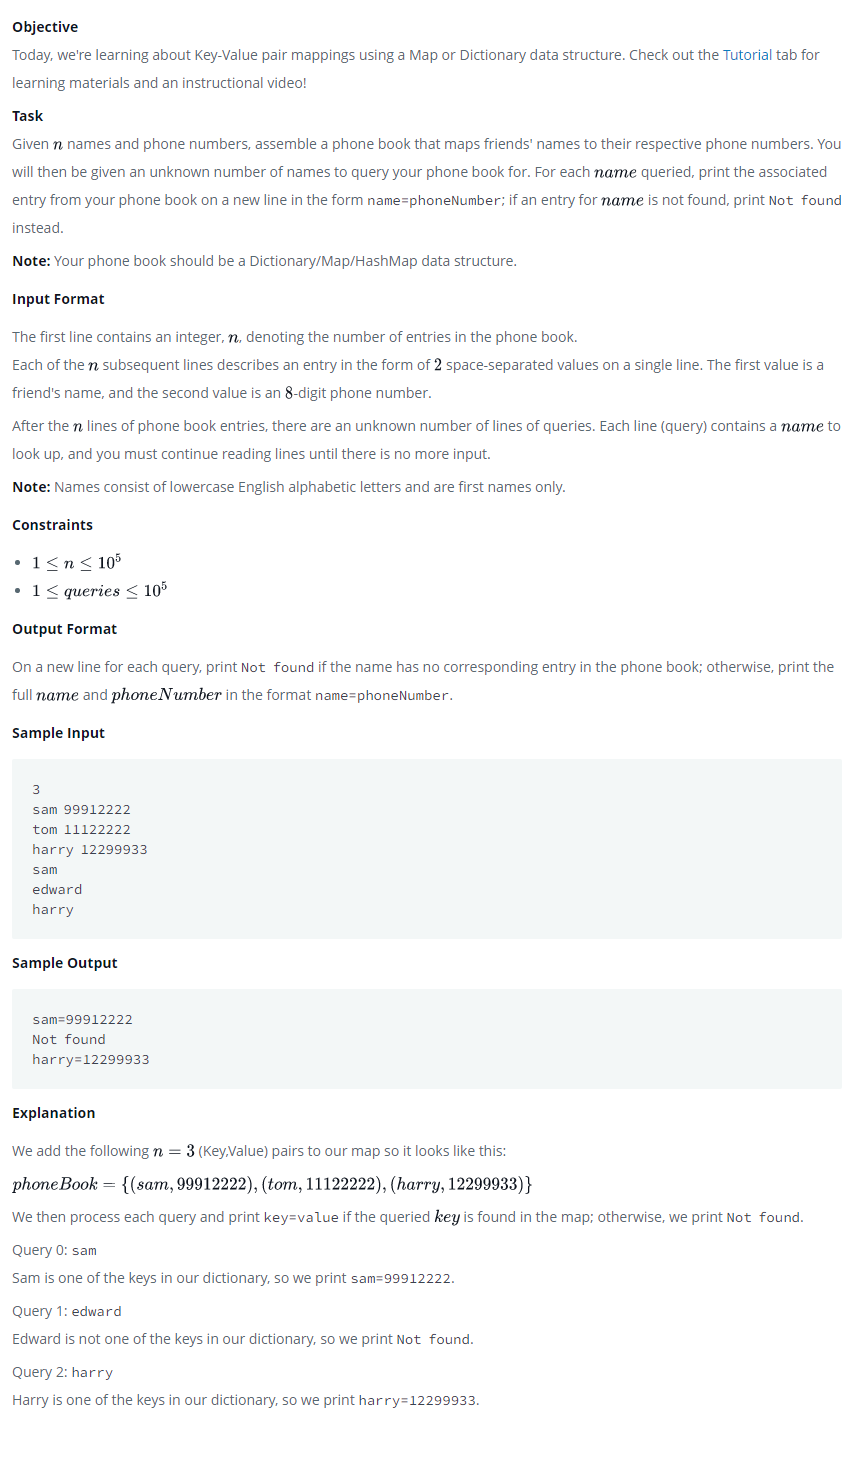 Objective
Today, we're learning about Key-Value pair mappings using a Map or Dictionary data structure. Check out the Tutorial tab for
learning materials and an instructional video!
Task
Given n names and phone numbers, assemble a phone book that maps friends' names to their respective phone numbers. You
will then be given an unknown number of names to query your phone book for. For each name queried, print the associated
entry from your phone book on a new line in the form name=phoneNumber; if an entry for name is not found, print Not found
instead.
Note: Your phone book should be a Dictionary/Map/HashMap data structure.
Input Format
The first line contains an integer, n, denoting the number of entries in the phone book.
Each of the n subsequent lines describes an entry in the form of 2 space-separated values on a single line. The first value is a
friend's name, and the second value is an 8-digit phone number.
After the n lines of phone book entries, there are an unknown number of lines of queries. Each line (query) contains a name to
look up, and you must continue reading lines until there is no more input.
Note: Names consist of lowercase English alphabetic letters and are first names only.
Constraints
• 1 ≤ n ≤ 10⁵
• 1 ≤ queries ≤ 10⁵
Output Format
On a new line for each query, print Not found if the name has no corresponding entry in the phone book; otherwise, print the
full name and phoneNumber in the format name=phoneNumber.
Sample Input
3
sam 99912222
tom 11122222
harry 12299933
sam
edward
harry
Sample Output
sam=99912222
Not found
harry=12299933
Explanation
We add the following n = 3 (Key,Value) pairs to our map so it looks like this:
phoneBook = {(sam, 99912222), (tom, 11122222), (harry, 12299933)}
We then process each query and print key=value if the queried key is found in the map; otherwise, we print Not found.
Query 0: sam
Sam is one of the keys in our dictionary, so we print sam=99912222.
Query 1: edward
Edward is not one of the keys in our dictionary, so we print Not found.
Query 2: harry
Harry is one of the keys in our dictionary, so we print harry=12299933.